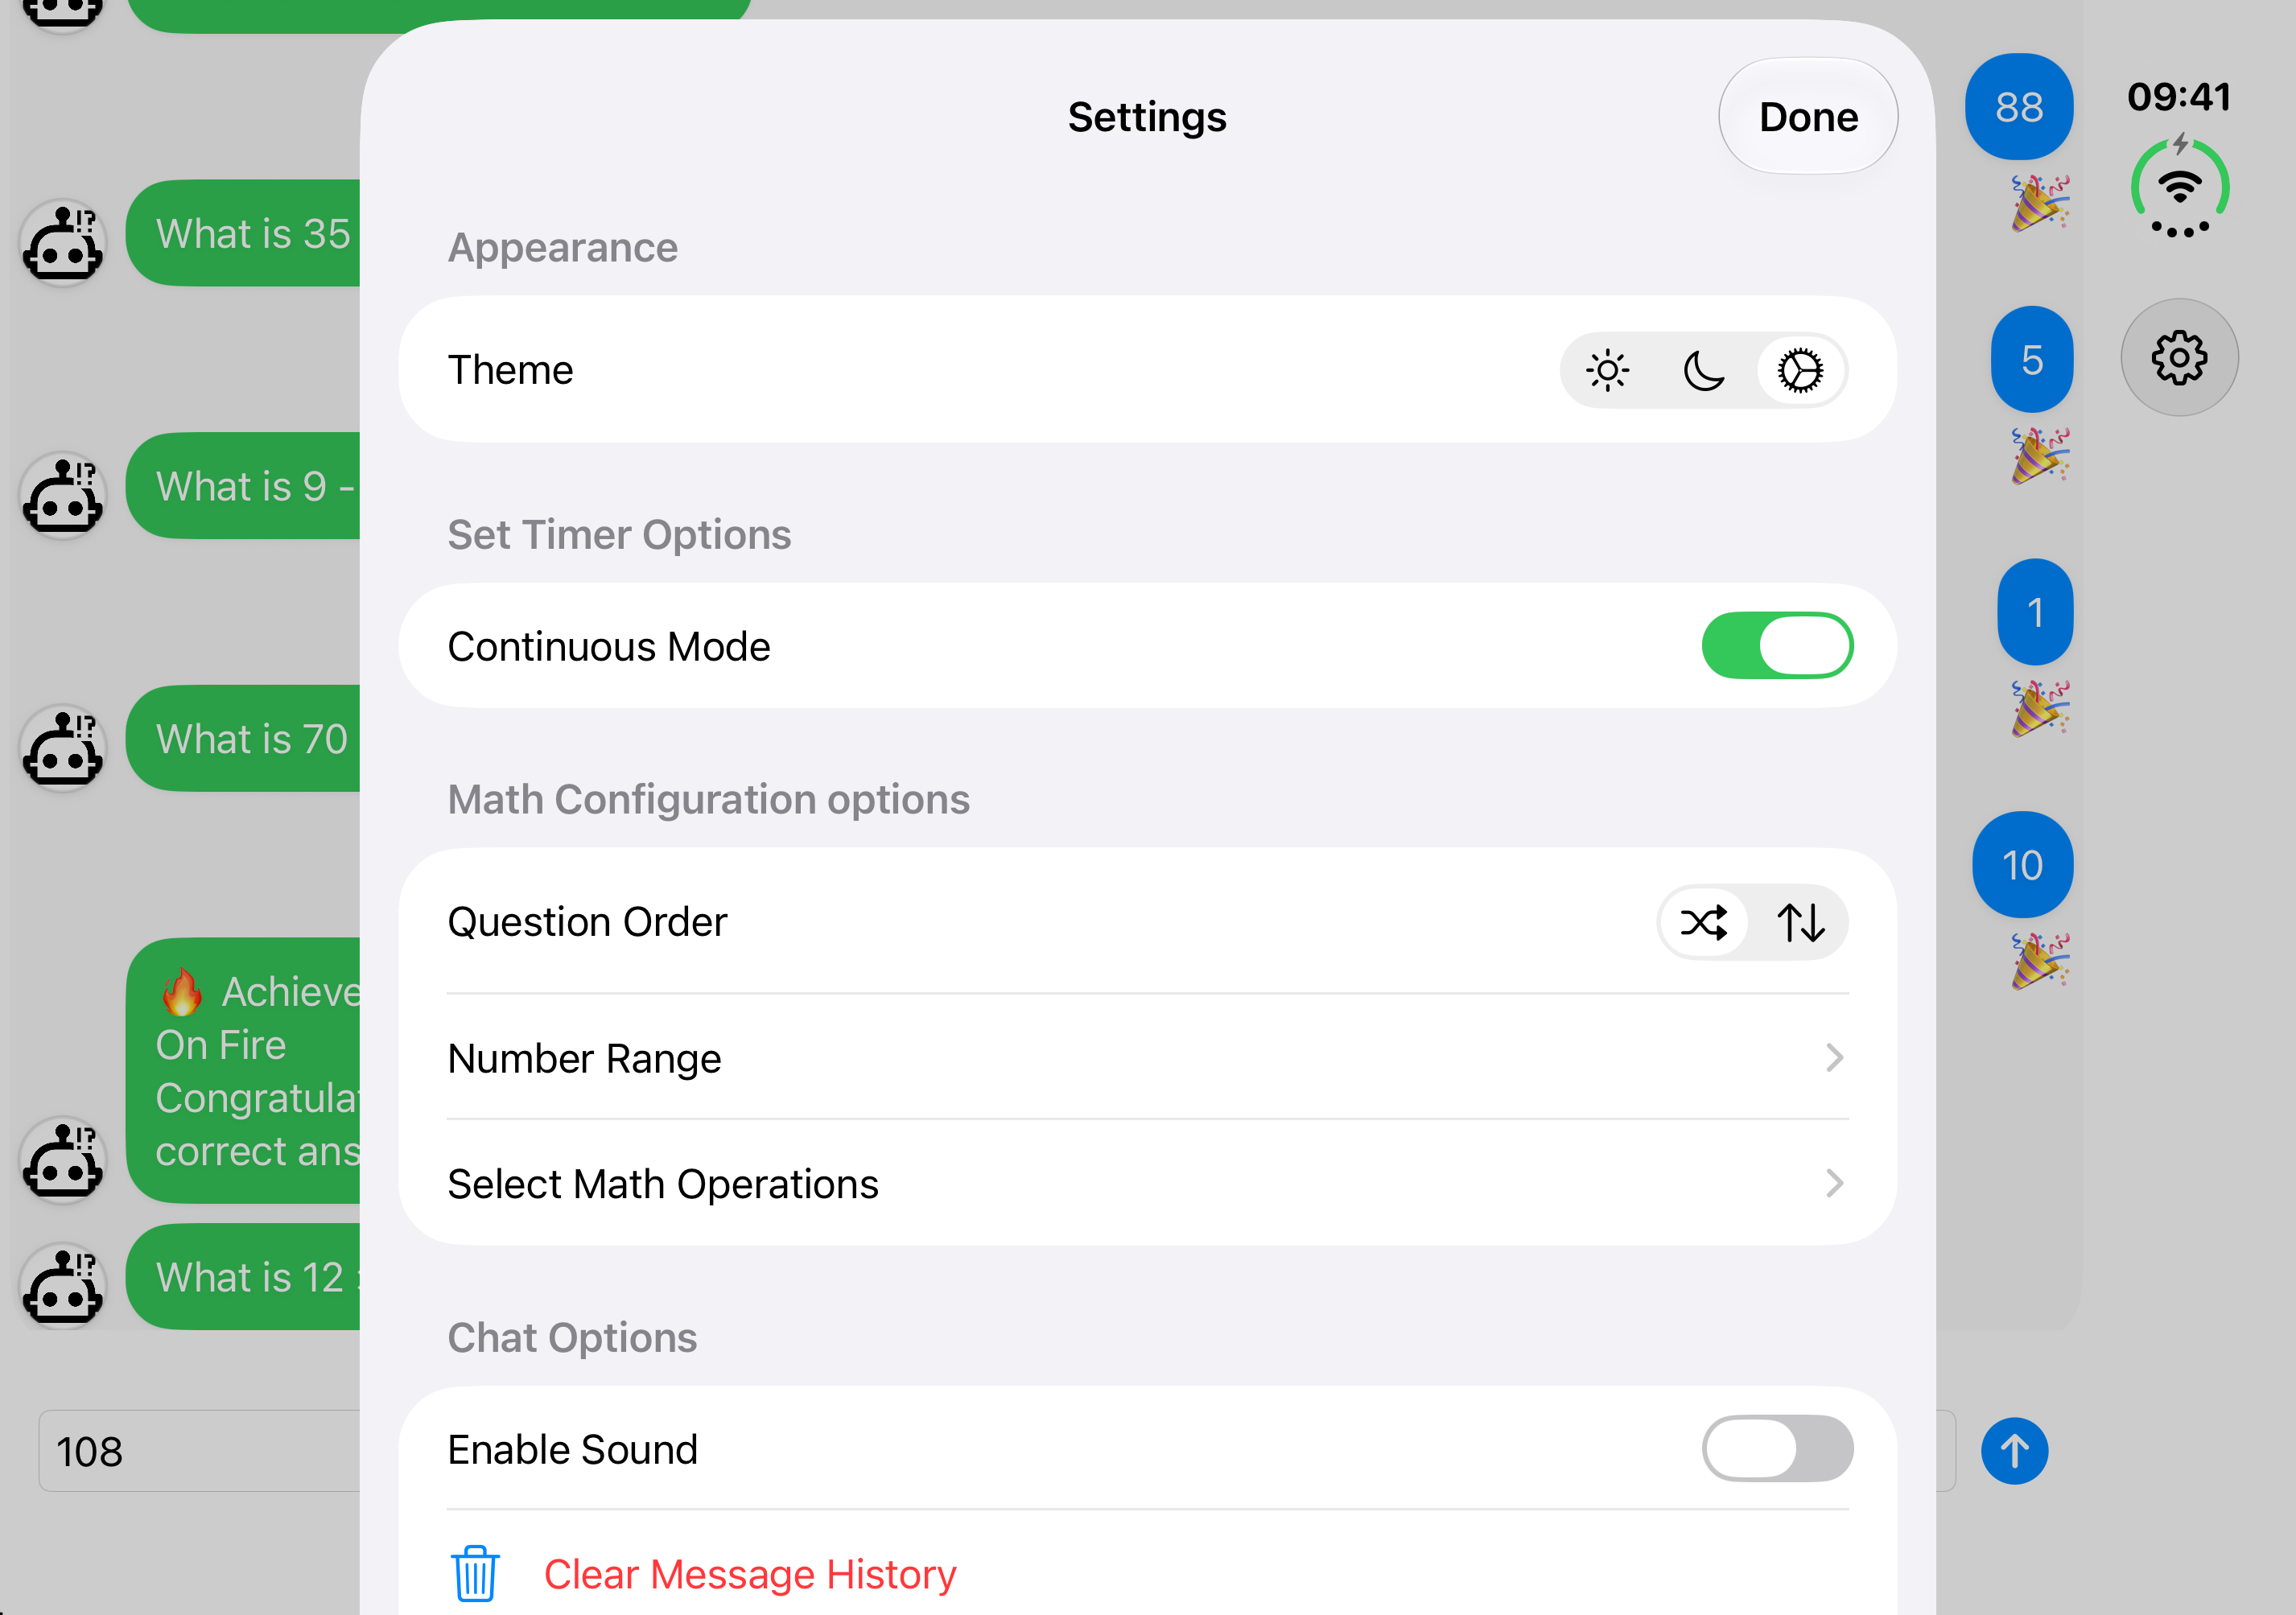 Settings
Done
Appearance
Theme
Set Timer Options
Continuous Mode
Math Configuration options
Question Order
Number Range
Select Math Operations
Chat Options
Enable Sound
Clear Message History
88
09:41
What is 35
5
What is 9 -
1
What is 70
10
🔥 Achieve
On Fire
Congratula
correct ans
What is 12
108